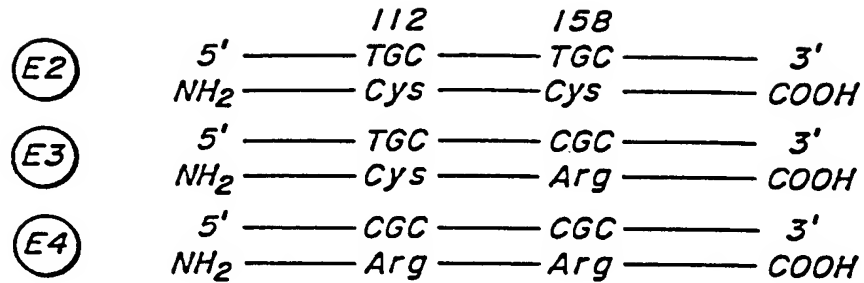 112 158
E2 5' TGC TGC 3'
NH2 Cys Cys COOH
E3 5' TGC CGC 3'
NH2 Cys Arg COOH
E4 5' CGC CGC 3'
NH2 Arg Arg COOH